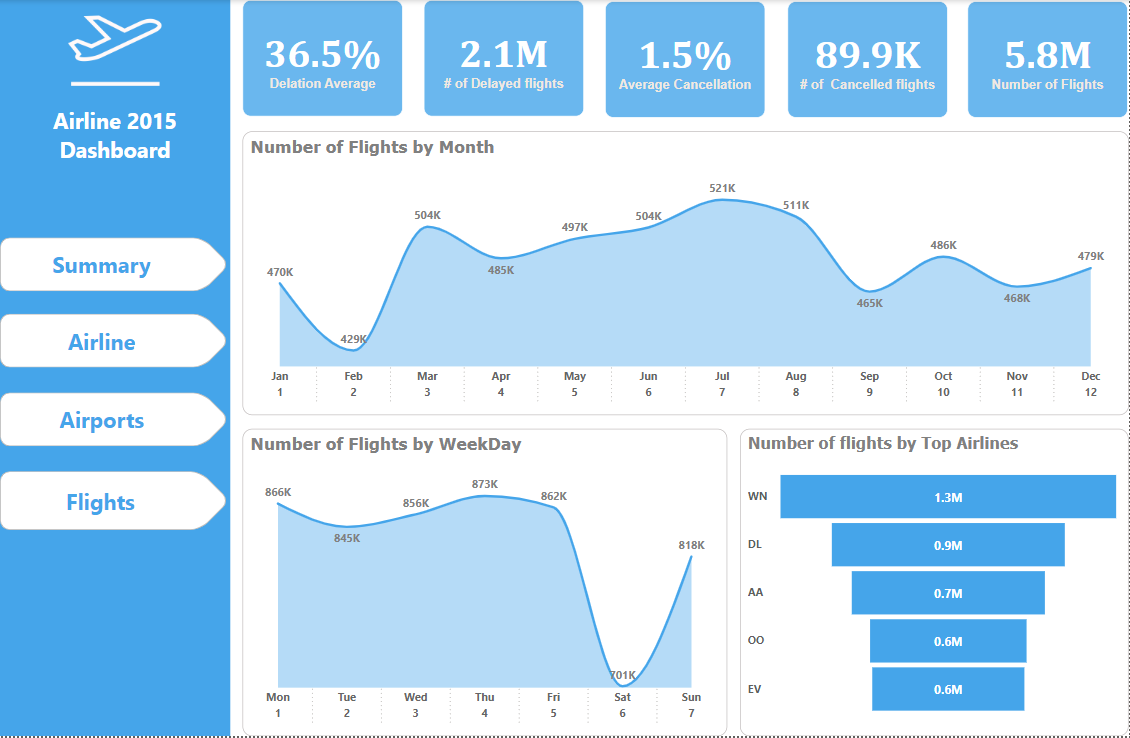 Airline 2015
Dashboard
Summary
Airline
Airports
Flights
36.5%
Delation Average
2.1M
# of Delayed flights
1.5%
Average Cancellation
89.9K
# of Cancelled flights
5.8M
Number of Flights
Number of Flights by Month
470K
429K
504K
485K
497K
504K
521K
511K
465K
486K
468K
479K
Jan Feb Mar Apr May Jun Jul Aug Sep Oct Nov Dec
1 2 3 4 5 6 7 8 9 10 11 12
Number of Flights by WeekDay
866K
845K
856K
873K
862K
701K
818K
Mon Tue Wed Thu Fri Sat Sun
1 2 3 4 5 6 7
Number of flights by Top Airlines
WN 1.3M
DL 0.9M
AA 0.7M
OO 0.6M
EV 0.6M